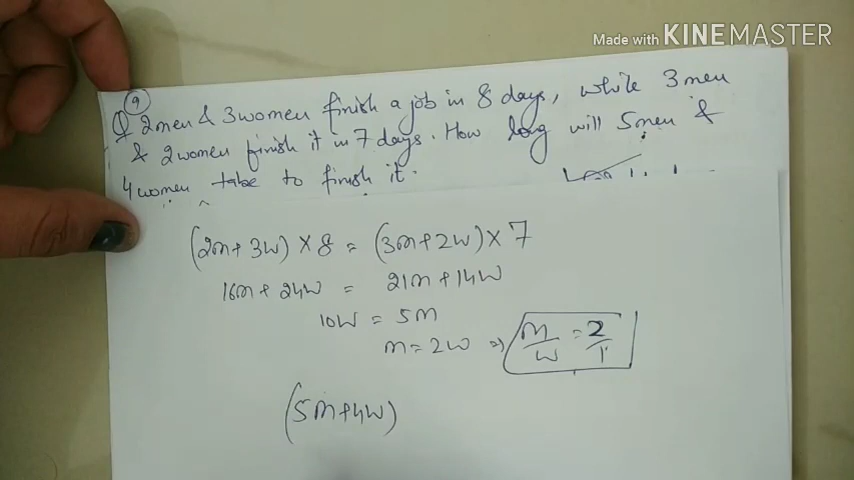 Made with KINEMASTER
9
Q 2men & 3women finish a job in 8 days, while 3men
& 2women finish it in 7 days. How long will 5men &
4women take to finish it.
(2m+3w) × 8 = (3m+2w) × 7
16m + 24w = 21m + 14w
10w = 5m
m = 2w ⇒ m/w = 2/1
(5m+4w)